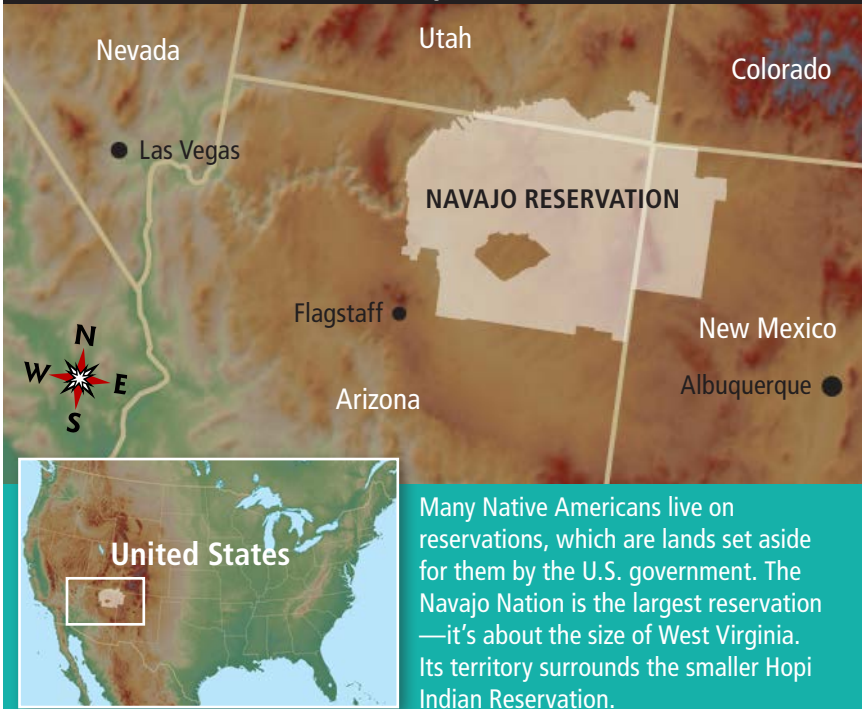 Utah
Nevada
Colorado
Las Vegas
NAVAJO RESERVATION
Flagstaff
New Mexico
N
W
E
S
Albuquerque
Arizona
United States
Many Native Americans live on
reservations, which are lands set aside
for them by the U.S. government. The
Navajo Nation is the largest reservation
—it’s about the size of West Virginia.
Its territory surrounds the smaller Hopi
Indian Reservation.